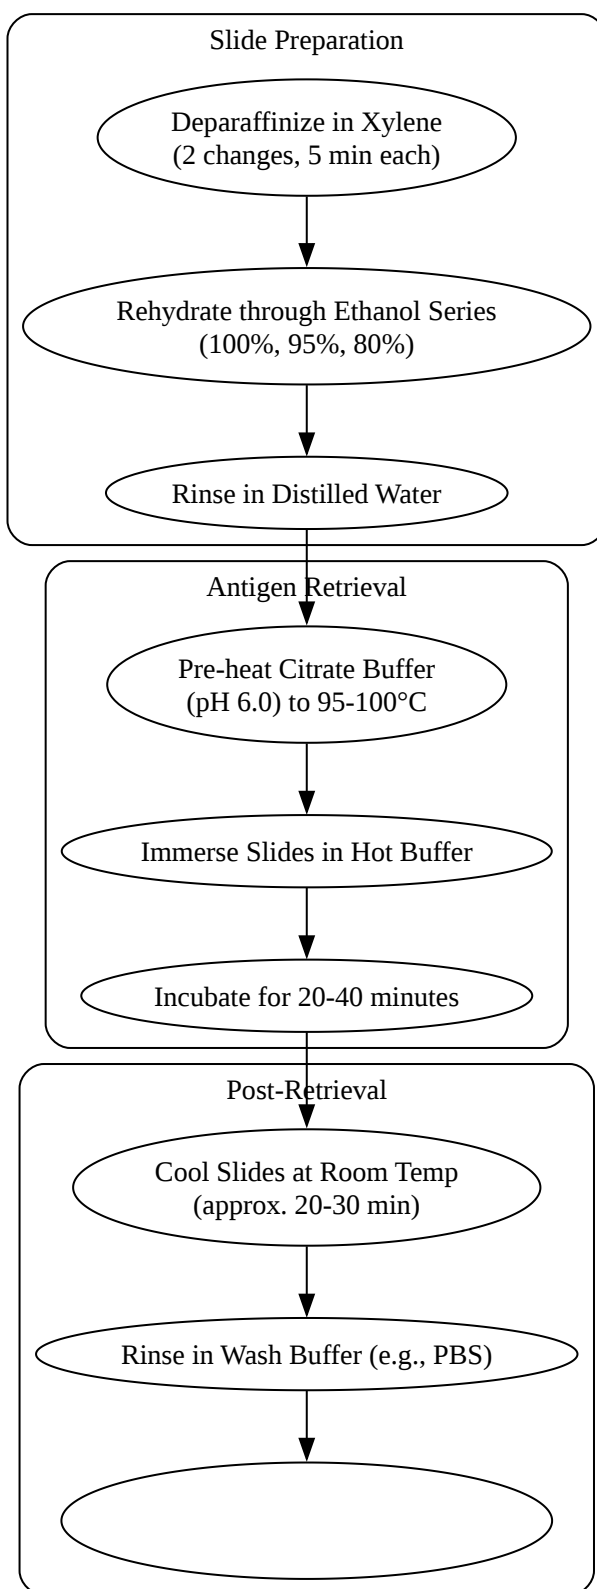 Slide Preparation
Deparaffinize in Xylene
(2 changes, 5 min each)
Rehydrate through Ethanol Series
(100%, 95%, 80%)
Rinse in Distilled Water
Antigen Retrieval
Pre-heat Citrate Buffer
(pH 6.0) to 95-100°C
Immerse Slides in Hot Buffer
Incubate for 20-40 minutes
Post-Retrieval
Cool Slides at Room Temp
(approx. 20-30 min)
Rinse in Wash Buffer (e.g., PBS)